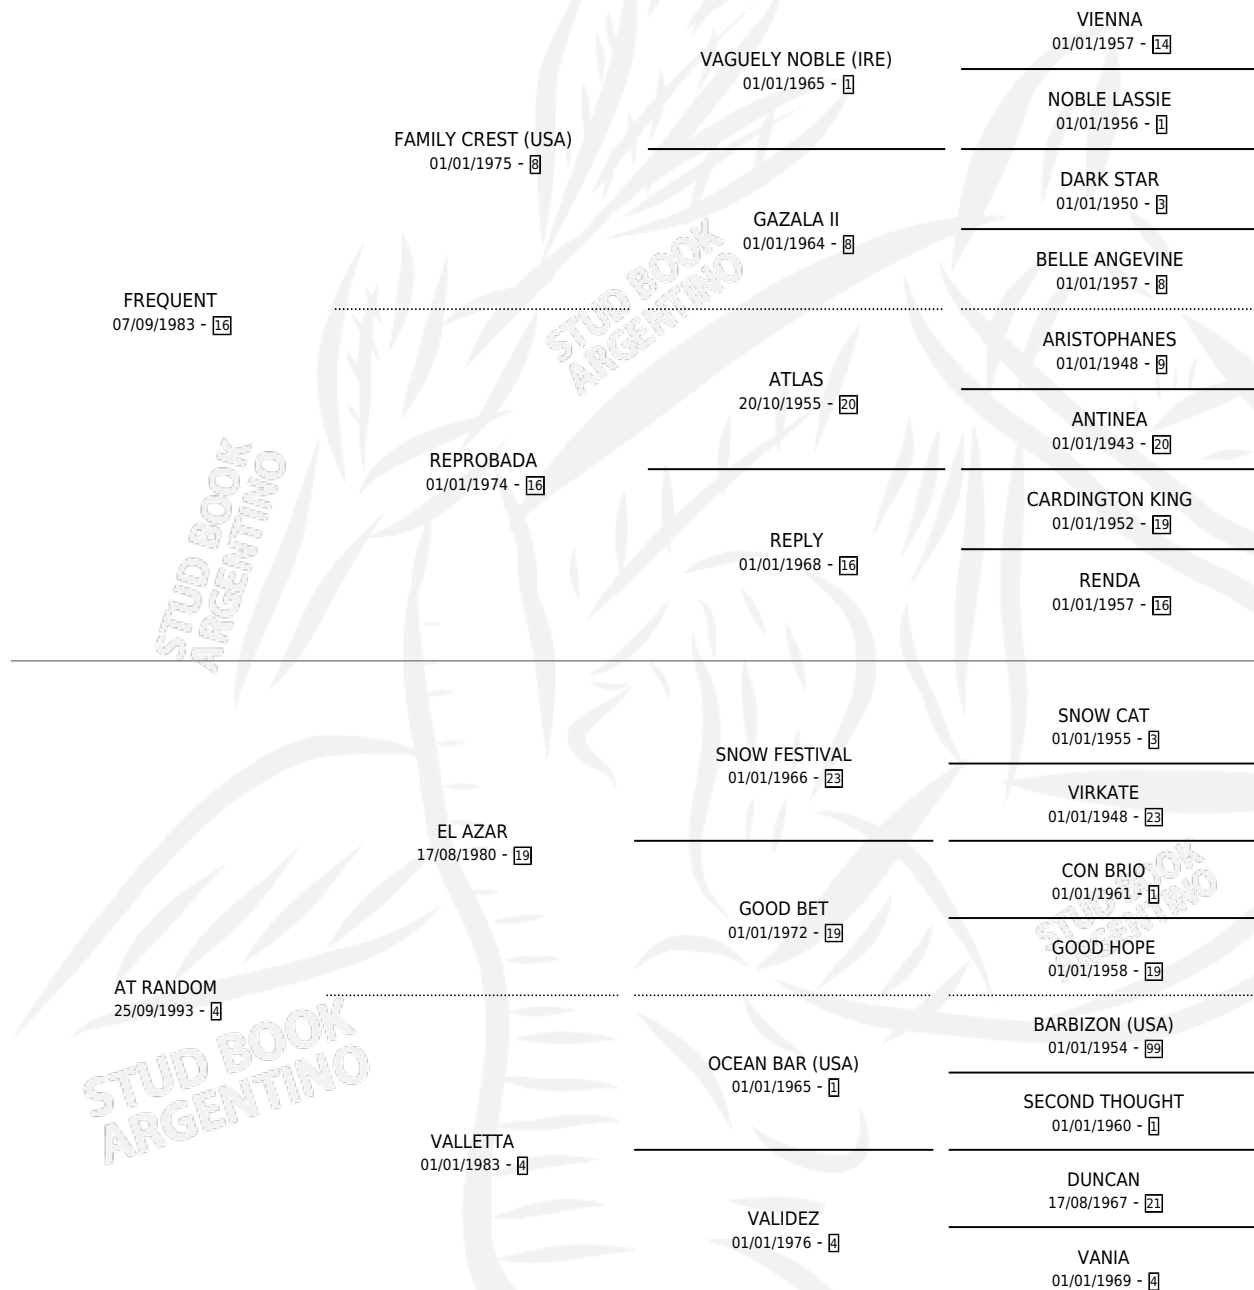 VIENNA
01/01/1957 - 14
VAGUELY NOBLE (IRE)
01/01/1965 - 1
NOBLE LASSIE
01/01/1956 - 1
FAMILY CREST (USA)
01/01/1975 - 8
DARK STAR
01/01/1950 - 3
GAZALA II
01/01/1964 - 8
BELLE ANGEVINE
01/01/1957 - 8
FREQUENT
07/09/1983 - 16
ARISTOPHANES
01/01/1948 - 9
ATLAS
20/10/1955 - 20
ANTINEA
01/01/1943 - 20
REPROBADA
01/01/1974 - 16
CARDINGTON KING
01/01/1952 - 19
REPLY
01/01/1968 - 16
RENDA
01/01/1957 - 16
STUD BOOK
ARGENTINO
STUD BOOK
ARGENTINO
SNOW CAT
01/01/1955 - 3
SNOW FESTIVAL
01/01/1966 - 23
VIRKATE
01/01/1948 - 23
EL AZAR
17/08/1980 - 19
CON BRIO
01/01/1961 - 1
GOOD BET
01/01/1972 - 19
GOOD HOPE
01/01/1958 - 19
STUD BOOK
ARGENTINO
AT RANDOM
25/09/1993 - 4
BARBIZON (USA)
01/01/1954 - 99
OCEAN BAR (USA)
01/01/1965 - 1
SECOND THOUGHT
01/01/1960 - 1
VALLETTA
01/01/1983 - 4
DUNCAN
17/08/1967 - 21
VALIDEZ
01/01/1976 - 4
VANIA
01/01/1969 - 4
STUD BOOK
ARGENTINO